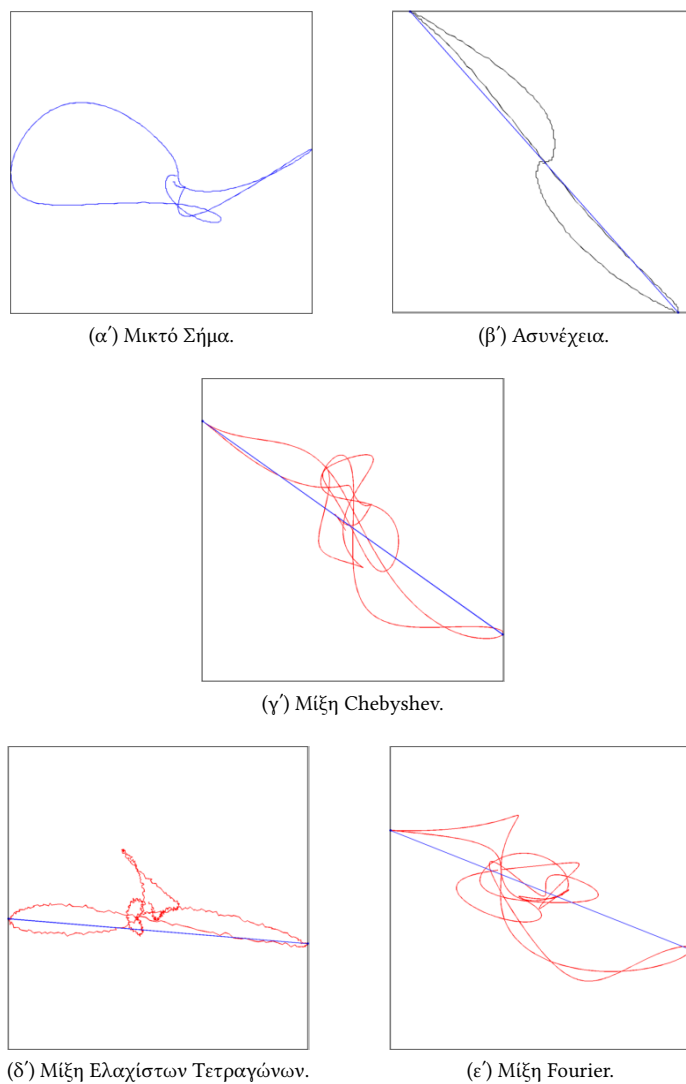 (α′) Μικτό Σήμα.
(β′) Ασυνέχεια.
(γ′) Μίξη Chebyshev.
(δ′) Μίξη Ελαχίστων Τετραγώνων.
(ε′) Μίξη Fourier.